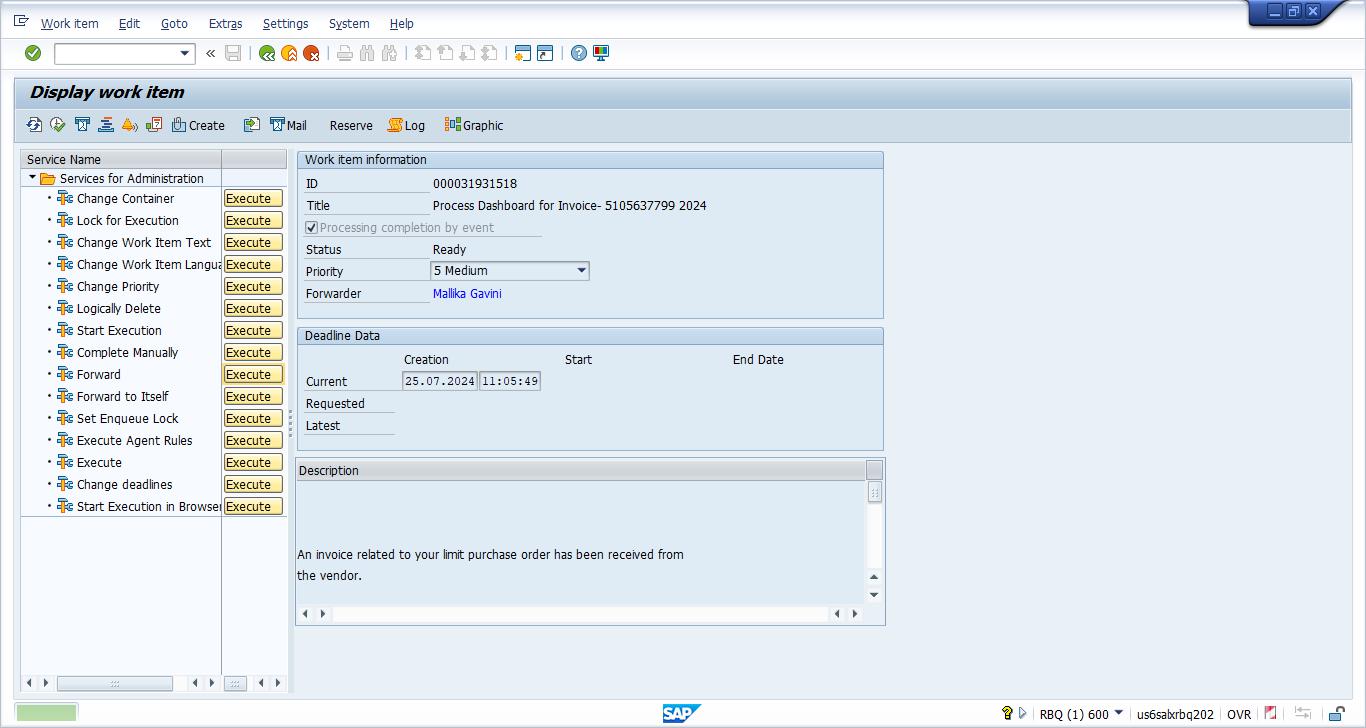 Work item Edit Goto Extras Settings System Help
Display work item
Create Mail Reserve Log Graphic
Service Name
Services for Administration
Change Container Execute
Lock for Execution Execute
Change Work Item Text Execute
Change Work Item Langua Execute
Change Priority Execute
Logically Delete Execute
Start Execution Execute
Complete Manually Execute
Forward Execute
Forward to Itself Execute
Set Enqueue Lock Execute
Execute Agent Rules Execute
Execute Execute
Change deadlines Execute
Start Execution in Browser Execute
Work item information
ID 000031931518
Title Process Dashboard for Invoice- 5105637799 2024
Processing completion by event
Status Ready
Priority 5 Medium
Forwarder Mallika Gavini
Deadline Data
Creation Start End Date
Current 25.07.2024 11:05:49
Requested
Latest
Description
An invoice related to your limit purchase order has been received from
the vendor.
SAP RBQ (1) 600 us6salxrbq202 OVR